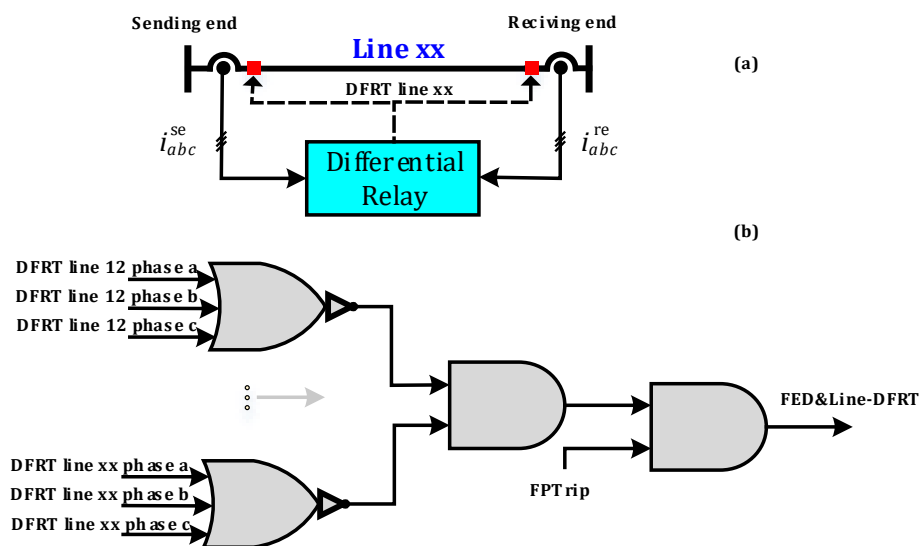 Sending end
Reciving end
Line xx
(a)
DFRT line xx
i_abc^se
i_abc^re
Differential
Relay
(b)
DFRT line 12 phase a
DFRT line 12 phase b
DFRT line 12 phase c
FED&Line-DFRT
DFRT line xx phase a
DFRT line xx phase b
DFRT line xx phase c
FPTrip